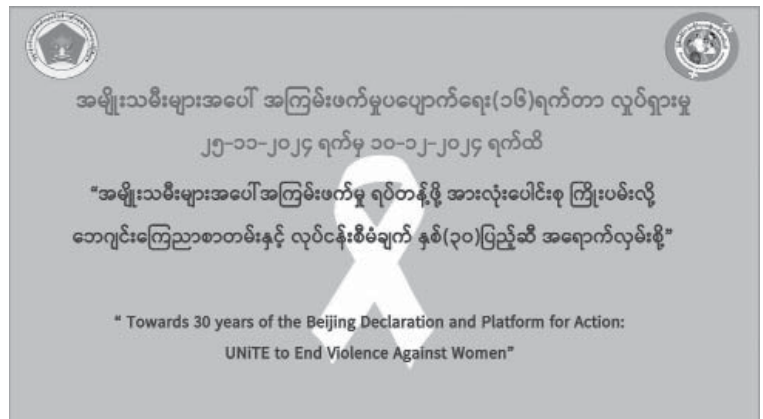 အမျိုးသမီးများအပေါ် အကြမ်းဖက်မှုပပျောက်ရေး(၁၆)ရက်တာ လှုပ်ရှားမှု
၂၅-၁၁-၂၀၂၄ ရက်မှ ၁၀-၁၂-၂၀၂၄ ရက်ထိ
“အမျိုးသမီးများအပေါ် အကြမ်းဖက်မှု ရပ်တန့်ဖို့ အားလုံးပေါင်းစု ကြိုးပမ်းလို့
ဘေဂျင်းကြေညာစာတမ်းနှင့် လုပ်ငန်းစီမံချက် နှစ်(၃၀)ပြည့်ဆီ အရောက်လှမ်းစို့”
“ Towards 30 years of the Beijing Declaration and Platform for Action:
UNiTE to End Violence Against Women”